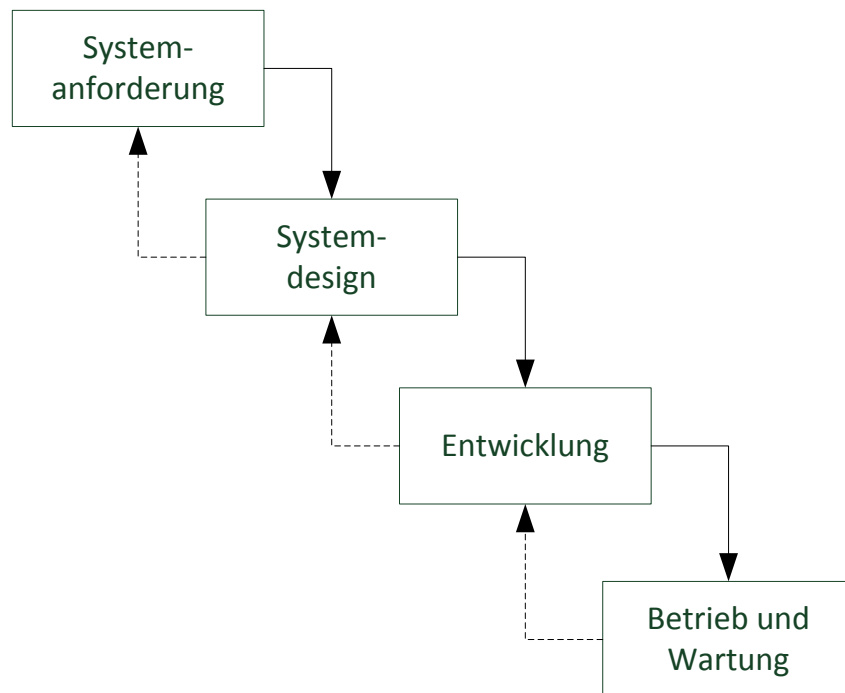 System-
anforderung
System-
design
Entwicklung
Betrieb und
Wartung